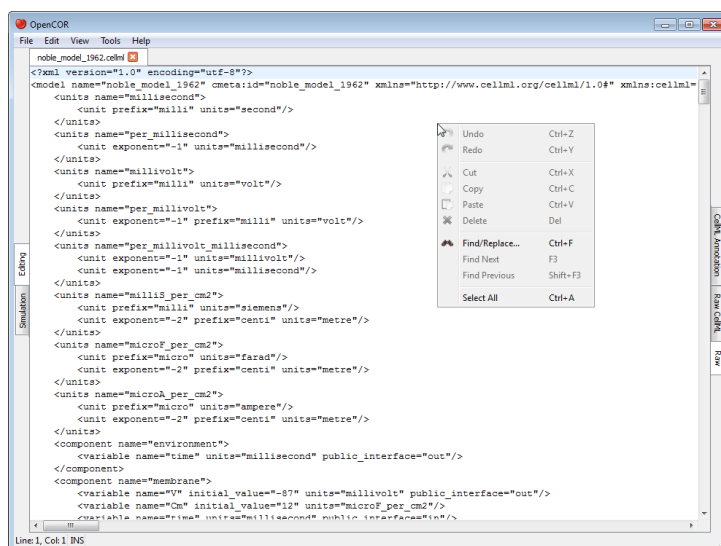 OpenCOR
File Edit View Tools Help
noble_model_1962.cellml
<?xml version="1.0" encoding="utf-8"?>
<model name="noble_model_1962" cmeta:id="noble_model_1962" xmlns="http://www.cellml.org/cellml/1.0#" xmlns:cellml=
<units name="millisecond">
<unit prefix="milli" units="second"/>
</units>
<units name="per_millisecond">
<unit exponent="-1" units="millisecond"/>
</units>
<units name="millivolt">
<unit prefix="milli" units="volt"/>
</units>
<units name="per_millivolt">
<unit exponent="-1" prefix="milli" units="volt"/>
</units>
<units name="per_millivolt_millisecond">
<unit exponent="-1" units="millivolt"/>
<unit exponent="-1" units="millisecond"/>
</units>
<units name="milliS_per_cm2">
<unit prefix="milli" units="siemens"/>
<unit exponent="-2" prefix="centi" units="metre"/>
</units>
<units name="microF_per_cm2">
<unit prefix="micro" units="farad"/>
<unit exponent="-2" prefix="centi" units="metre"/>
</units>
<units name="microA_per_cm2">
<unit prefix="micro" units="ampere"/>
<unit exponent="-2" prefix="centi" units="metre"/>
</units>
<component name="environment">
<variable name="time" units="millisecond" public_interface="out"/>
</component>
<component name="membrane">
<variable name="V" initial_value="-87" units="millivolt" public_interface="out"/>
<variable name="Cm" initial_value="12" units="microF_per_cm2"/>
<variable name="time" units="millisecond" public_interface="in"/>
Undo Ctrl+Z
Redo Ctrl+Y
Cut Ctrl+X
Copy Ctrl+C
Paste Ctrl+V
Delete Del
Find/Replace... Ctrl+F
Find Next F3
Find Previous Shift+F3
Select All Ctrl+A
Editing
Simulation
CellML Annotation
Raw CellML
Raw
Line: 1, Col: 1 INS